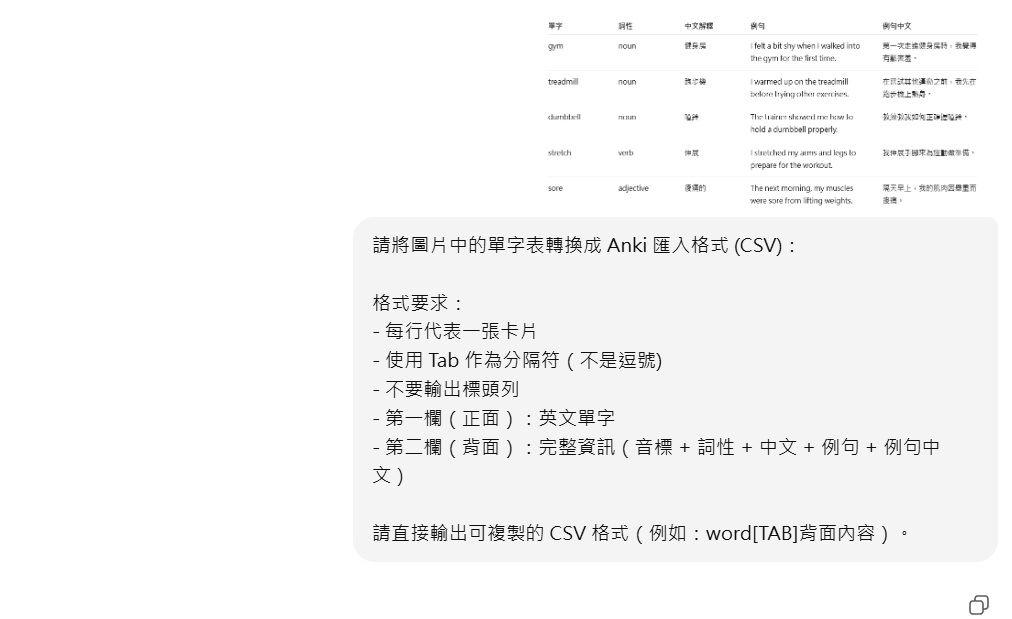 單字 詞性 中文解釋 例句 例句中文
gym noun 健身房 I felt a bit shy when I walked into 第一次走進健身房時，我覺得
the gym for the first time. 有點害羞。
treadmill noun 跑步機 I warmed up on the treadmill 在嘗試其他運動之前，我先在
before trying other exercises. 跑步機上熱身。
dumbbell noun 啞鈴 The trainer showed me how to 教練教我如何正確握啞鈴。
hold a dumbbell properly.
stretch verb 伸展 I stretched my arms and legs to 我伸展手腳來為運動做準備。
prepare for the workout.
sore adjective 痠痛的 The next morning, my muscles 隔天早上，我的肌肉因舉重而
were sore from lifting weights. 痠痛。
請將圖片中的單字表轉換成 Anki 匯入格式 (CSV)：
格式要求：
- 每行代表一張卡片
- 使用 Tab 作為分隔符（不是逗號)
- 不要輸出標頭列
- 第一欄（正面）：英文單字
- 第二欄（背面）：完整資訊（音標 + 詞性 + 中文 + 例句 + 例句中
文）
請直接輸出可複製的 CSV 格式（例如：word[TAB]背面內容）。